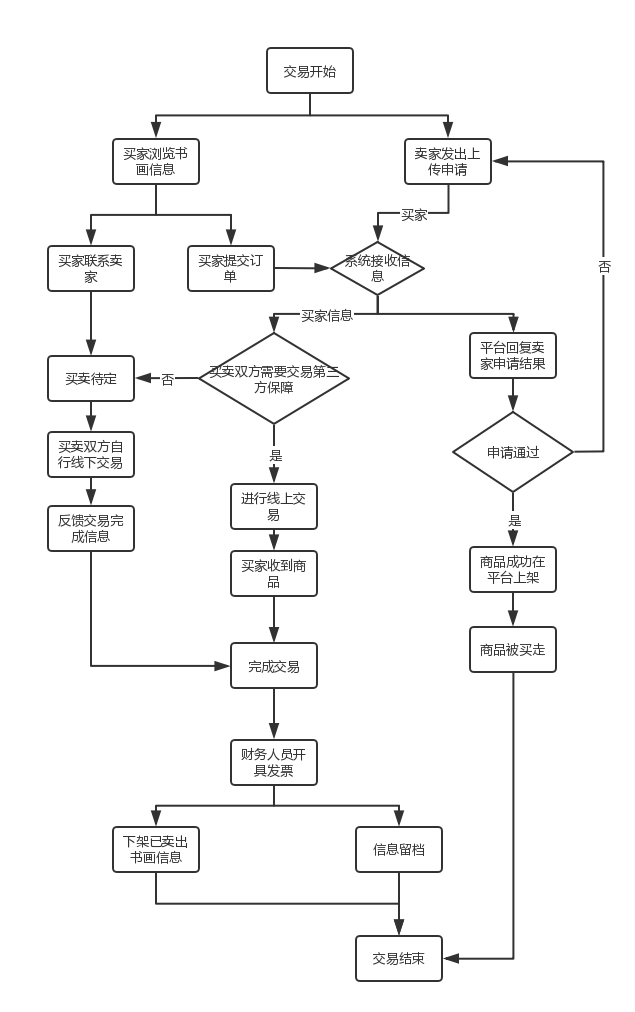 交易开始
买家浏览书
画信息
卖家发出上
传申请
买家
买家联系卖
家
买家提交订
单
系统接收信
息
否
买家信息
平台回复卖
家申请结果
买卖待定
否
买卖双方需要交易第三
方保障
买卖双方自
行线下交易
是
申请通过
进行线上交
易
反馈交易完
成信息
是
买家收到商
品
商品成功在
平台上架
完成交易
商品被买走
财务人员开
具发票
下架已卖出
书画信息
信息留档
交易结束